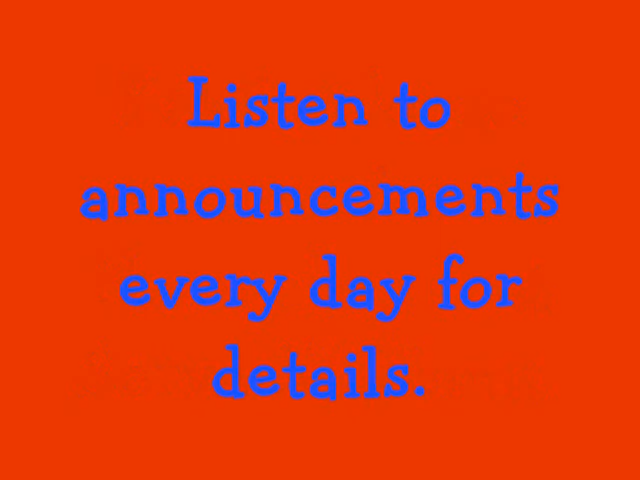 Listen to
announcements
every day for
details.